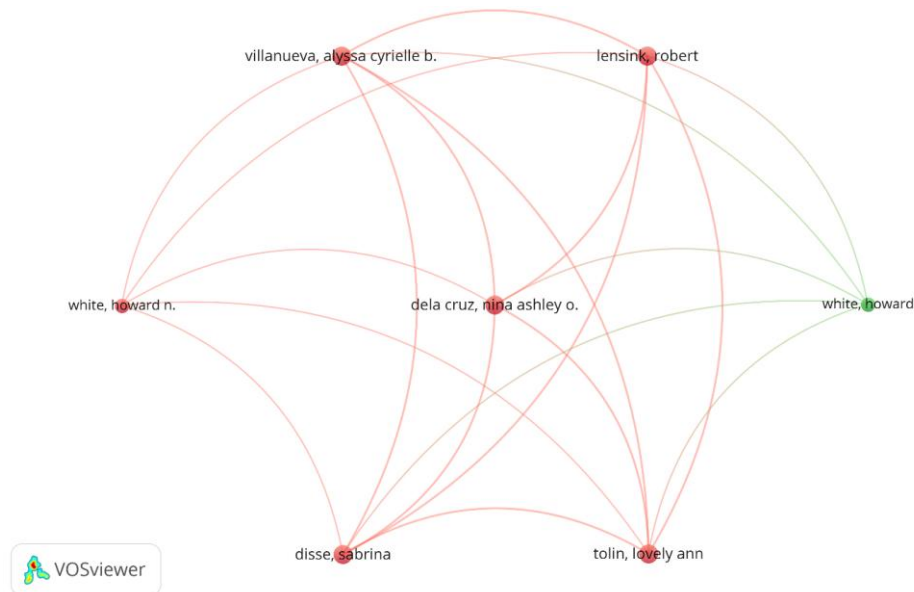 villanueva, alyssa cyrielle b.
lensink, robert
white, howard n.
dela cruz, nina ashley o.
white, howard
disse, sabrina
tolin, lovely ann
VOSviewer